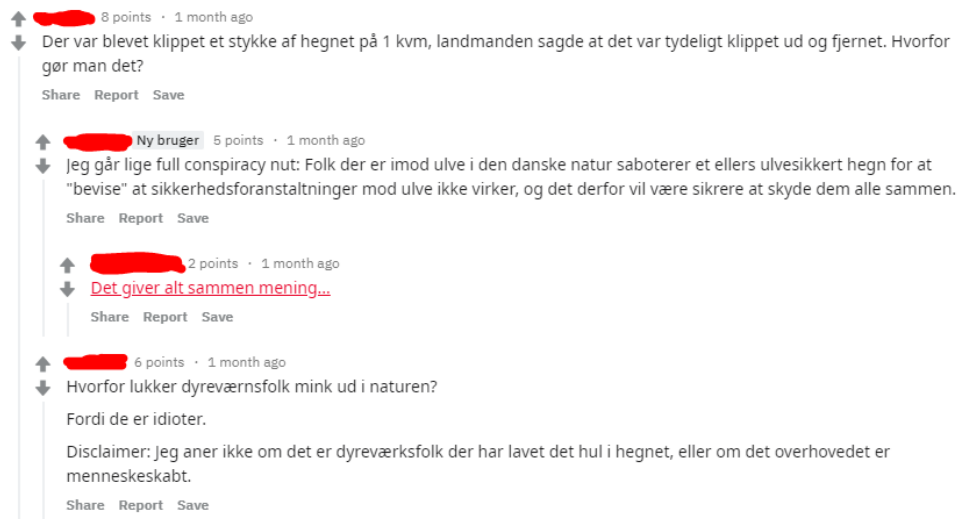 8 points · 1 month ago
Der var blevet klippet et stykke af hegnet på 1 kvm, landmanden sagde at det var tydeligt klippet ud og fjernet. Hvorfor
gør man det?
Share Report Save
Ny bruger 5 points · 1 month ago
Jeg går lige full conspiracy nut: Folk der er imod ulve i den danske natur saboterer et ellers ulvesikkert hegn for at
"bevise" at sikkerhedsforanstaltninger mod ulve ikke virker, og det derfor vil være sikrere at skyde dem alle sammen.
Share Report Save
2 points · 1 month ago
Det giver alt sammen mening...
Share Report Save
6 points · 1 month ago
Hvorfor lukker dyreværnsfolk mink ud i naturen?
Fordi de er idioter.
Disclaimer: Jeg aner ikke om det er dyreværksfolk der har lavet det hul i hegnet, eller om det overhovedet er
menneskeskabt.
Share Report Save